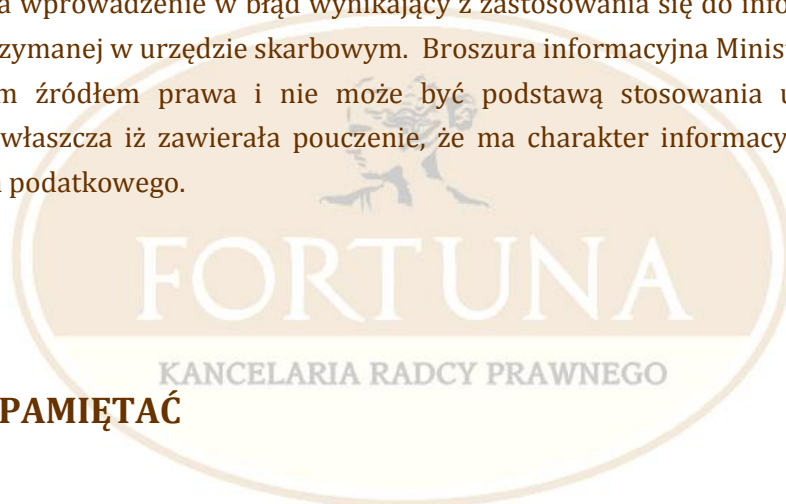 a wprowadzenie w błąd wynikający z zastosowania się do info
zymanej w urzędzie skarbowym. Broszura informacyjna Minis
m źródłem prawa i nie może być podstawą stosowania u
właszcza iż zawierała pouczenie, że ma charakter informacy
podatkowego.
FORTUNA
KANCELARIA RADCY PRAWNEGO
PAMIĘTAĆ